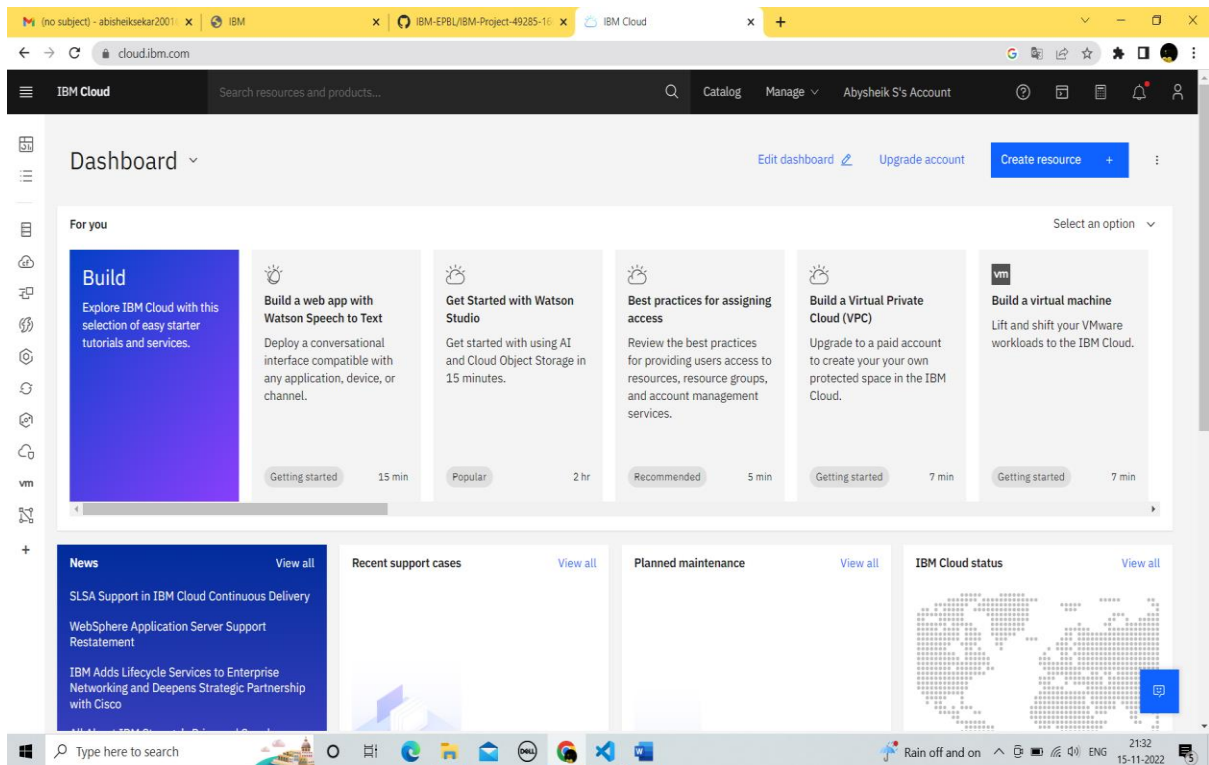 (no subject) - abisheiksekar2001
IBM
IBM-EPBL/IBM-Project-49285-16
IBM Cloud
cloud.ibm.com
IBM Cloud
Search resources and products...
Catalog
Manage
Abysheik S's Account
Dashboard
Edit dashboard
Upgrade account
Create resource +
For you
Select an option
Build
Explore IBM Cloud with this
selection of easy starter
tutorials and services.
Build a web app with
Watson Speech to Text
Deploy a conversational
interface compatible with
any application, device, or
channel.
Getting started 15 min
Get Started with Watson
Studio
Get started with using AI
and Cloud Object Storage in
15 minutes.
Popular 2 hr
Best practices for assigning
access
Review the best practices
for providing users access to
resources, resource groups,
and account management
services.
Recommended 5 min
vm
Build a Virtual Private
Cloud (VPC)
Upgrade to a paid account
to create your your own
protected space in the IBM
Cloud.
Getting started 7 min
vm
Build a virtual machine
Lift and shift your VMware
workloads to the IBM Cloud.
Getting started 7 min
News View all
SLSA Support in IBM Cloud Continuous Delivery
WebSphere Application Server Support
Restatement
IBM Adds Lifecycle Services to Enterprise
Networking and Deepens Strategic Partnership
with Cisco
Recent support cases View all
Planned maintenance View all
IBM Cloud status View all
Type here to search
DELL
Rain off and on
ENG
21:32
15-11-2022
5